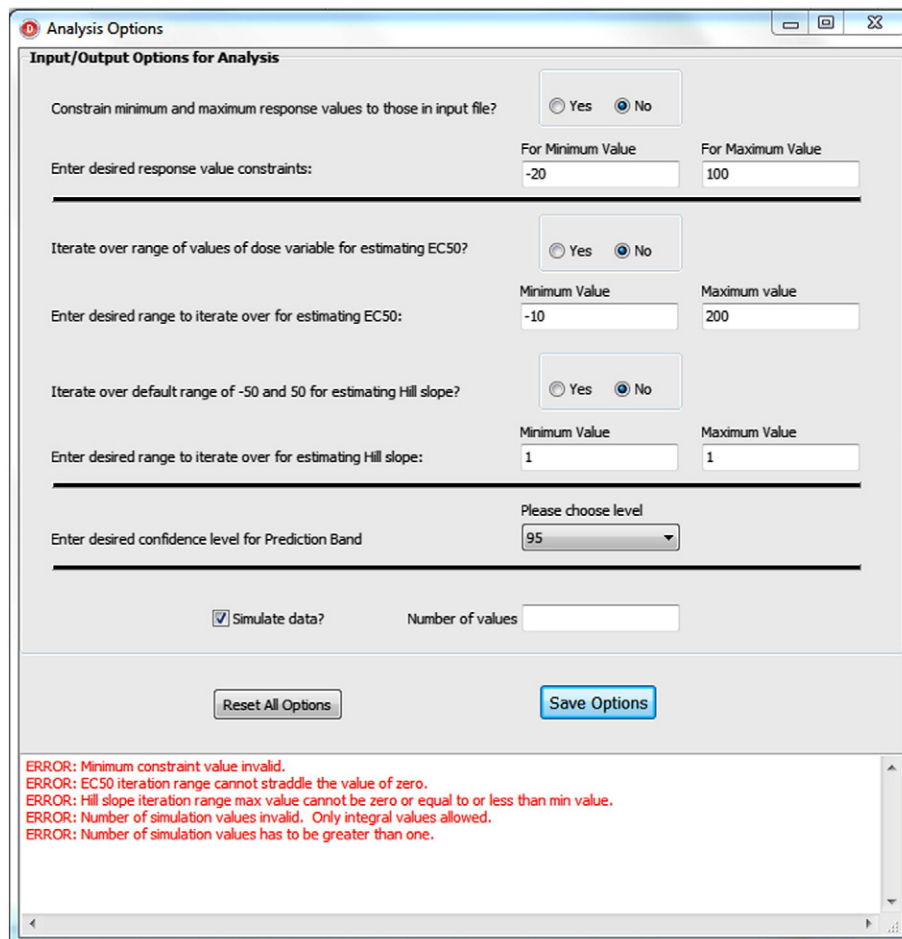 D Analysis Options
Input/Output Options for Analysis
Constrain minimum and maximum response values to those in input file? Yes No
For Minimum Value For Maximum Value
Enter desired response value constraints: -20 100
Iterate over range of values of dose variable for estimating EC50? Yes No
Minimum Value Maximum value
Enter desired range to iterate over for estimating EC50: -10 200
Iterate over default range of -50 and 50 for estimating Hill slope? Yes No
Minimum Value Maximum Value
Enter desired range to iterate over for estimating Hill slope: 1 1
Please choose level
Enter desired confidence level for Prediction Band 95
Simulate data? Number of values
Reset All Options Save Options
ERROR: Minimum constraint value invalid.
ERROR: EC50 iteration range cannot straddle the value of zero.
ERROR: Hill slope iteration range max value cannot be zero or equal to or less than min value.
ERROR: Number of simulation values invalid. Only integral values allowed.
ERROR: Number of simulation values has to be greater than one.